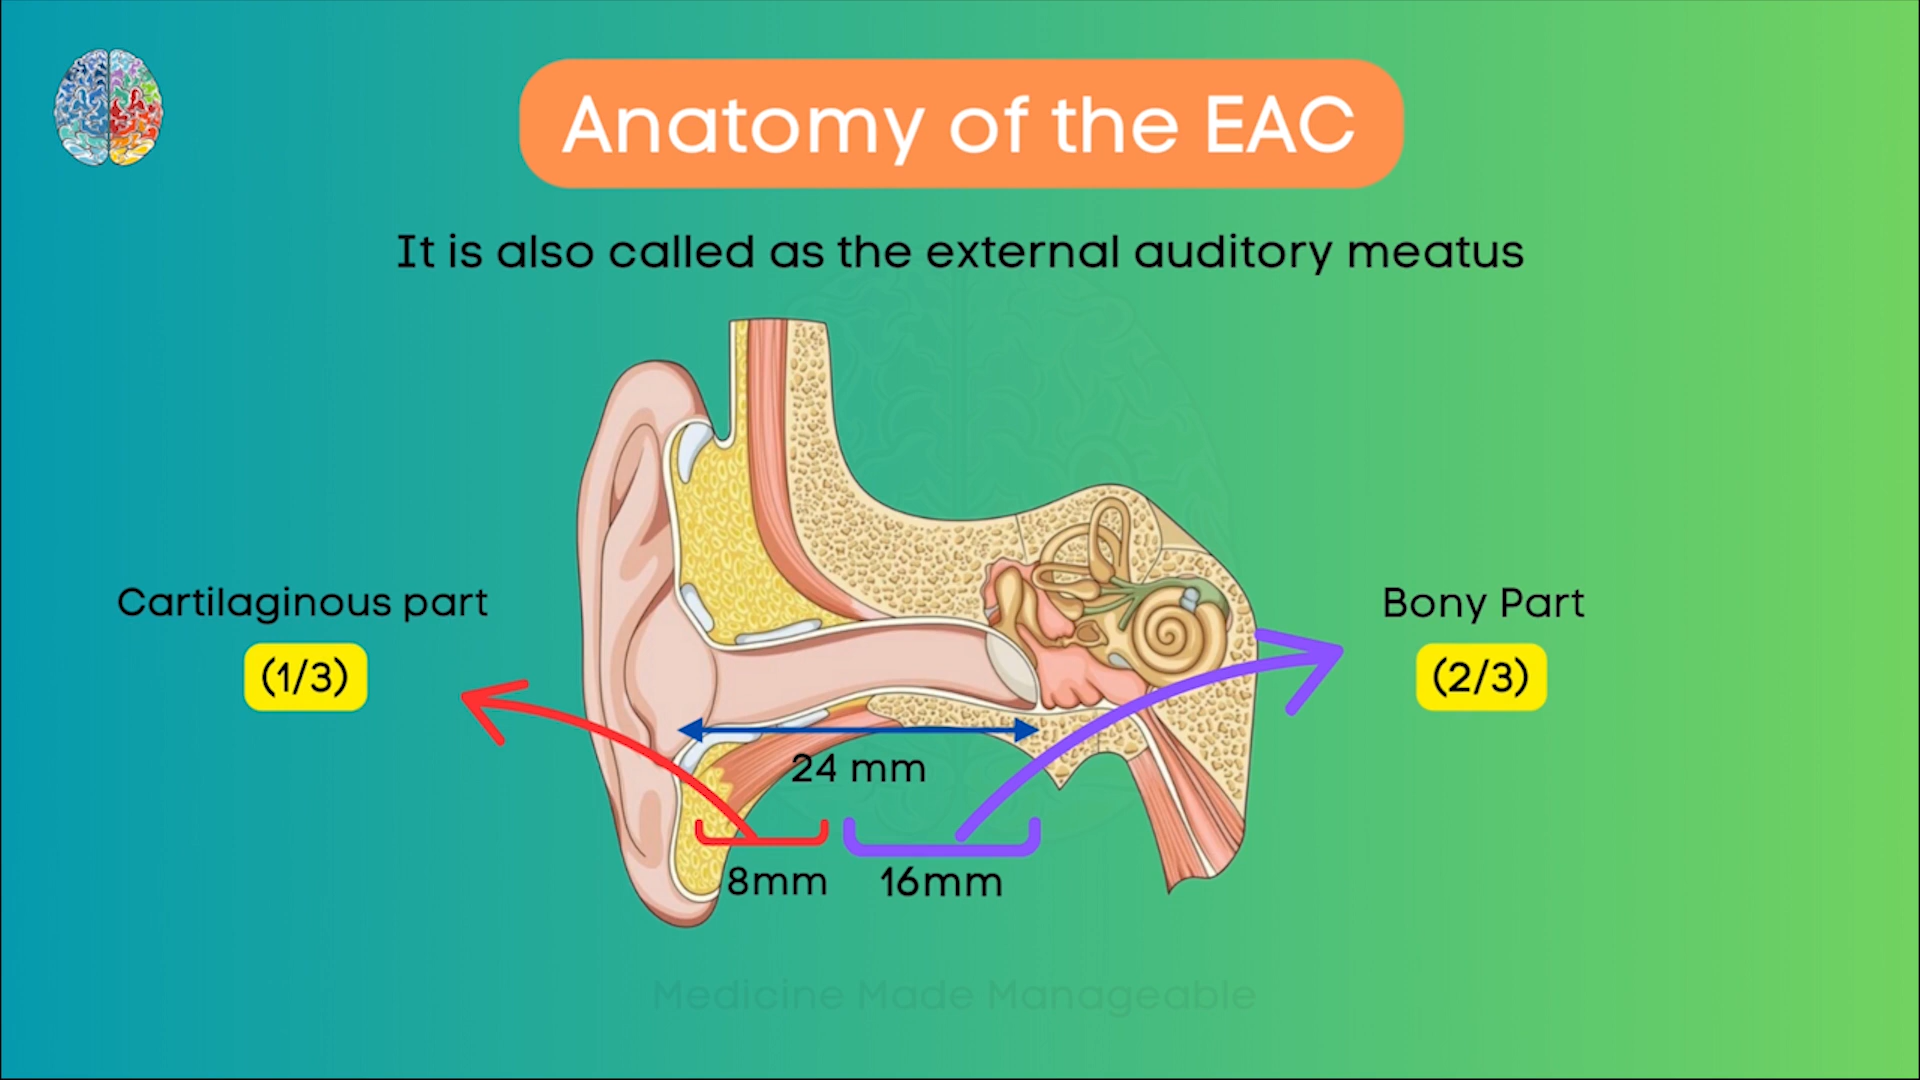 Anatomy of the EAC
It is also called as the external auditory meatus
Cartilaginous part
(1/3)
Bony Part
(2/3)
24 mm
8mm
16mm
Medicine Made Manageable